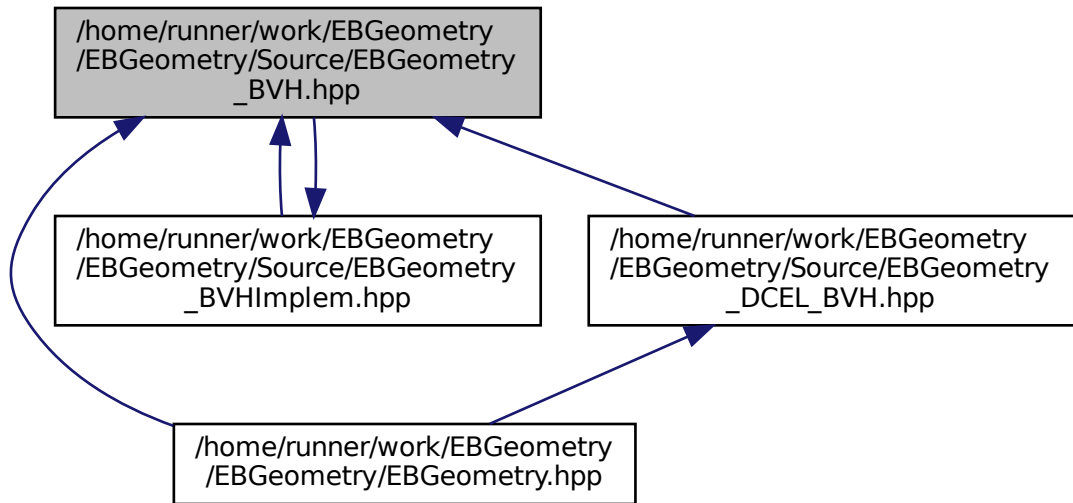 /home/runner/work/EBGeometry
/EBGeometry/Source/EBGeometry
_BVH.hpp
/home/runner/work/EBGeometry
/EBGeometry/Source/EBGeometry
_BVHImplem.hpp
/home/runner/work/EBGeometry
/EBGeometry/Source/EBGeometry
_DCEL_BVH.hpp
/home/runner/work/EBGeometry
/EBGeometry/EBGeometry.hpp